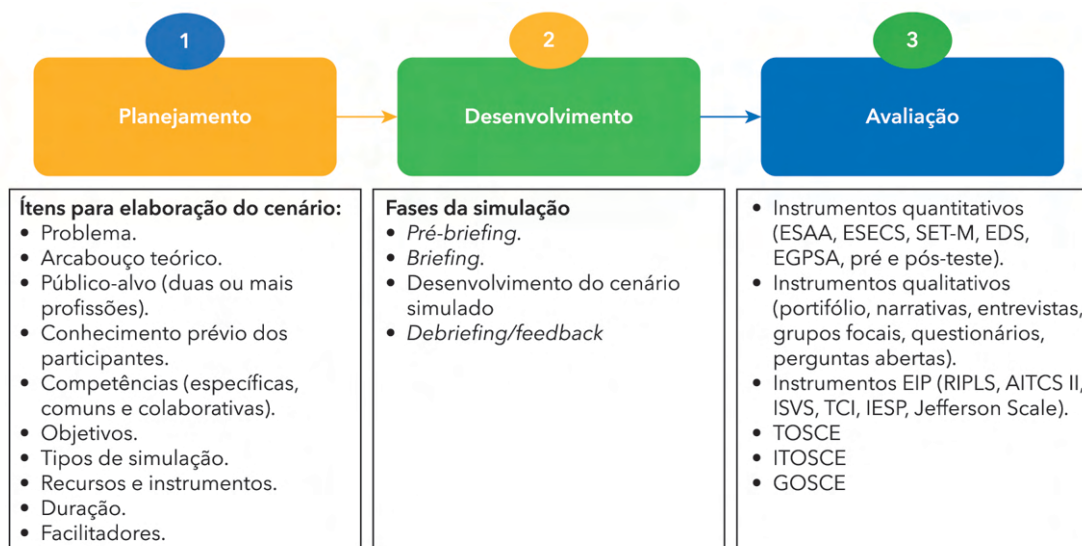 1
Planejamento
2
Desenvolvimento
3
Avaliação
Ítens para elaboração do cenário:
• Problema.
• Arcabouço teórico.
• Público-alvo (duas ou mais
profissões).
• Conhecimento prévio dos
participantes.
• Competências (específicas,
comuns e colaborativas).
• Objetivos.
• Tipos de simulação.
• Recursos e instrumentos.
• Duração.
• Facilitadores.
Fases da simulação
• Pré-briefing.
• Briefing.
• Desenvolvimento do cenário
simulado
• Debriefing/feedback
• Instrumentos quantitativos
(ESAA, ESECS, SET-M, EDS,
EGPSA, pré e pós-teste).
• Instrumentos qualitativos
(portifólio, narrativas, entrevistas,
grupos focais, questionários,
perguntas abertas).
• Instrumentos EIP (RIPLS, AITCS II,
ISVS, TCI, IESP, Jefferson Scale).
• TOSCE
• ITOSCE
• GOSCE